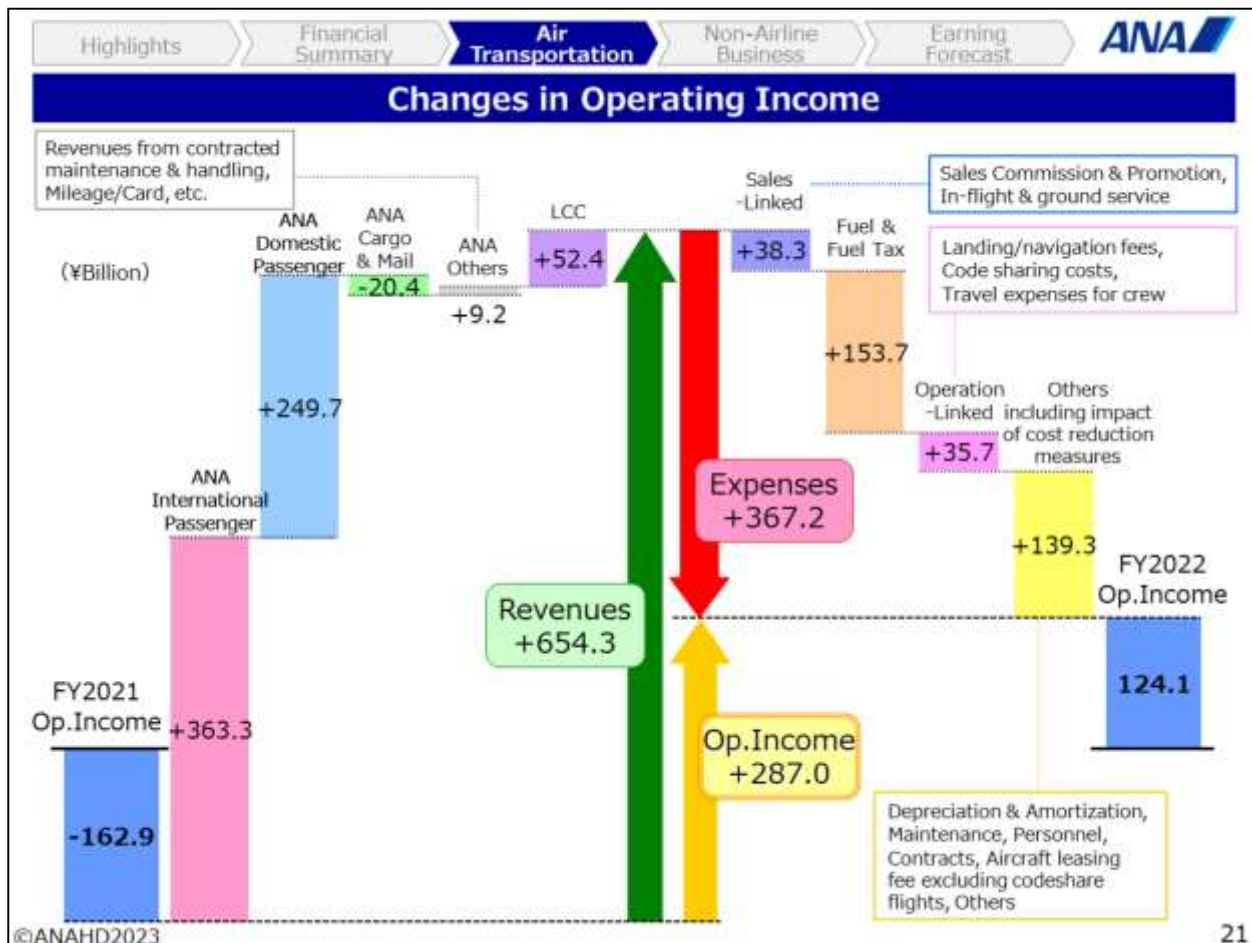 Highlights
Financial
Summary
Air
Transportation
Non-Airline
Business
Earning
Forecast
ANA
Changes in Operating Income
Revenues from contracted
maintenance & handling,
Mileage/Card, etc.
(¥Billion)
FY2021
Op.Income
-162.9
ANA
International
Passenger
+363.3
ANA
Domestic
Passenger
+249.7
ANA
Cargo
& Mail
-20.4
ANA
Others
+9.2
LCC
+52.4
Revenues
+654.3
Expenses
+367.2
Op.Income
+287.0
Sales
-Linked
+38.3
Sales Commission & Promotion,
In-flight & ground service
Fuel &
Fuel Tax
+153.7
Landing/navigation fees,
Code sharing costs,
Travel expenses for crew
Operation
-Linked
+35.7
Others
including impact
of cost reduction
measures
+139.3
FY2022
Op.Income
124.1
Depreciation & Amortization,
Maintenance, Personnel,
Contracts, Aircraft leasing
fee excluding codeshare
flights, Others
©ANAHD2023
21